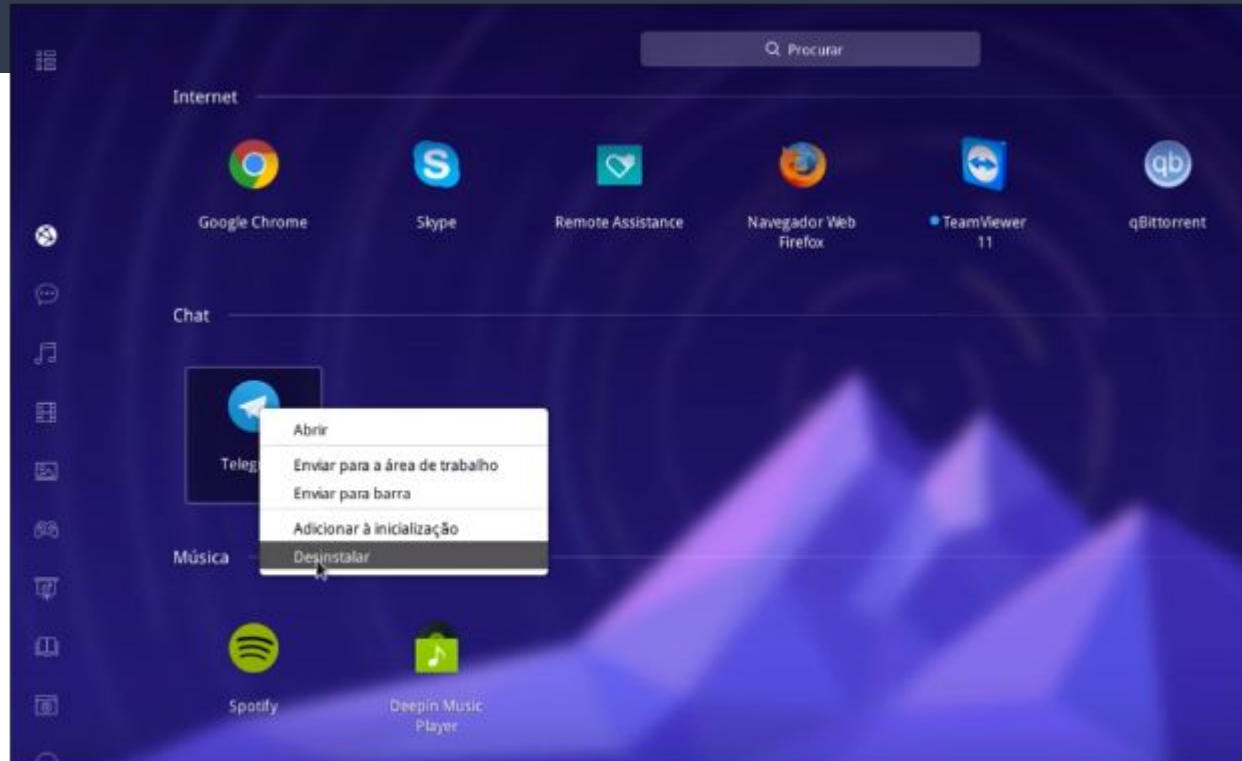 Procurar
Internet
Google Chrome
Skype
Remote Assistance
Navegador Web
Firefox
TeamViewer
11
qBittorrent
Chat
Abrir
Enviar para a área de trabalho
Enviar para barra
Adicionar à inicialização
Desinstalar
Música
Spotify
Deepin Music
Player